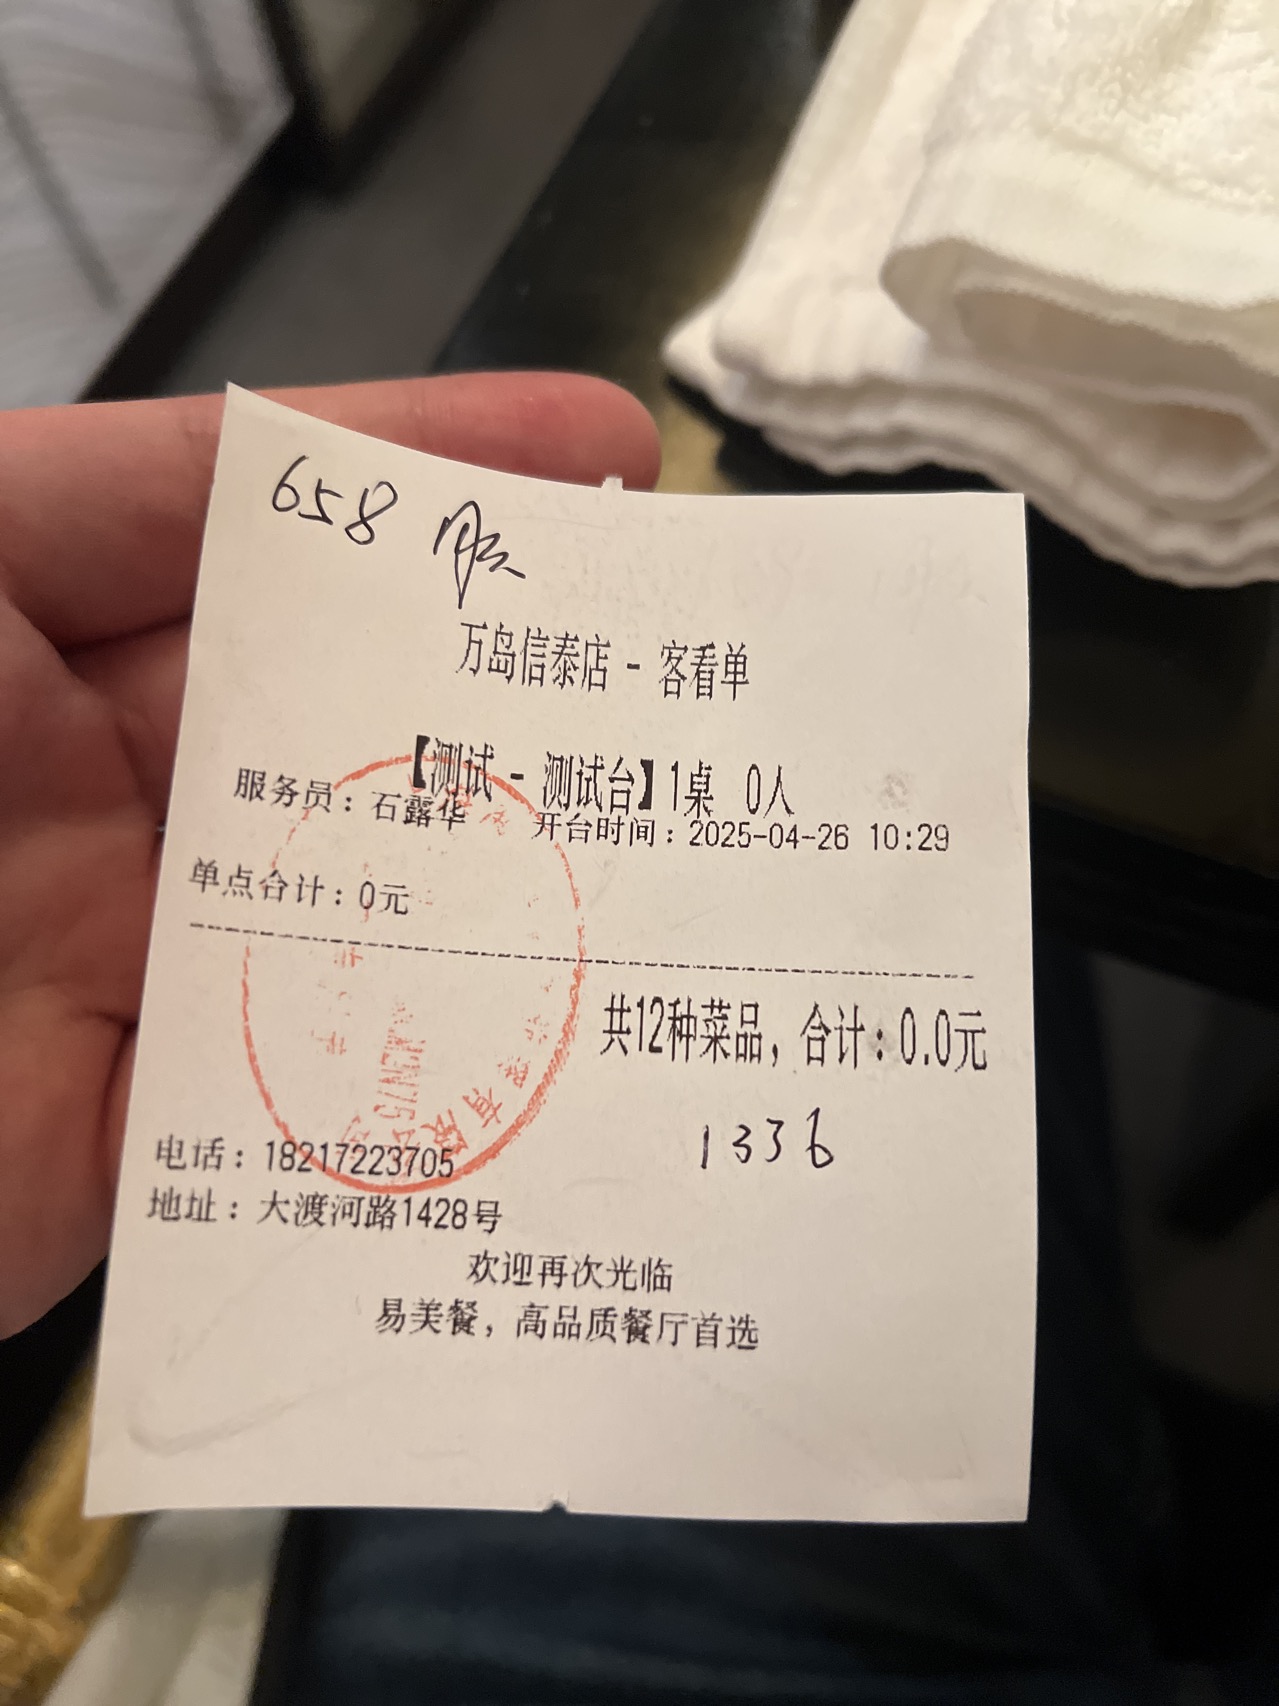 658
万岛信泰店 - 客看单
【测试 - 测试台】1桌 0人
服务员：石露华 开台时间：2025-04-26 10:29
单点合计：0元
共12种菜品，合计：0.0元
1336
电话：18217223705
地址：大渡河路1428号
欢迎再次光临
易美餐，高品质餐厅首选
有限